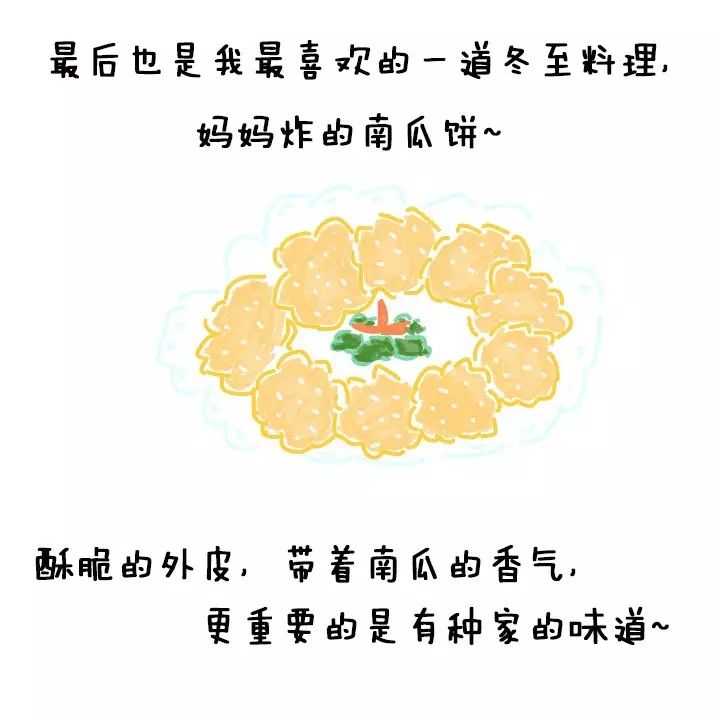 最后也是我最喜欢的一道冬至料理,
妈妈炸的南瓜饼~
酥脆的外皮, 带着南瓜的香气,
更重要的是有种家的味道~